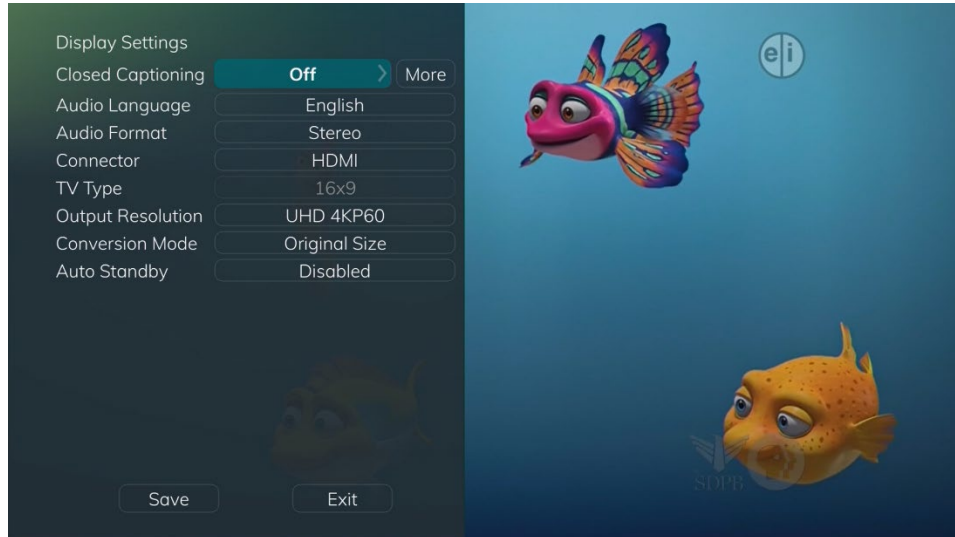 Display Settings
Closed Captioning Off More
Audio Language English
Audio Format Stereo
Connector HDMI
TV Type 16x9
Output Resolution UHD 4KP60
Conversion Mode Original Size
Auto Standby Disabled
Save Exit
e/i
SDPB